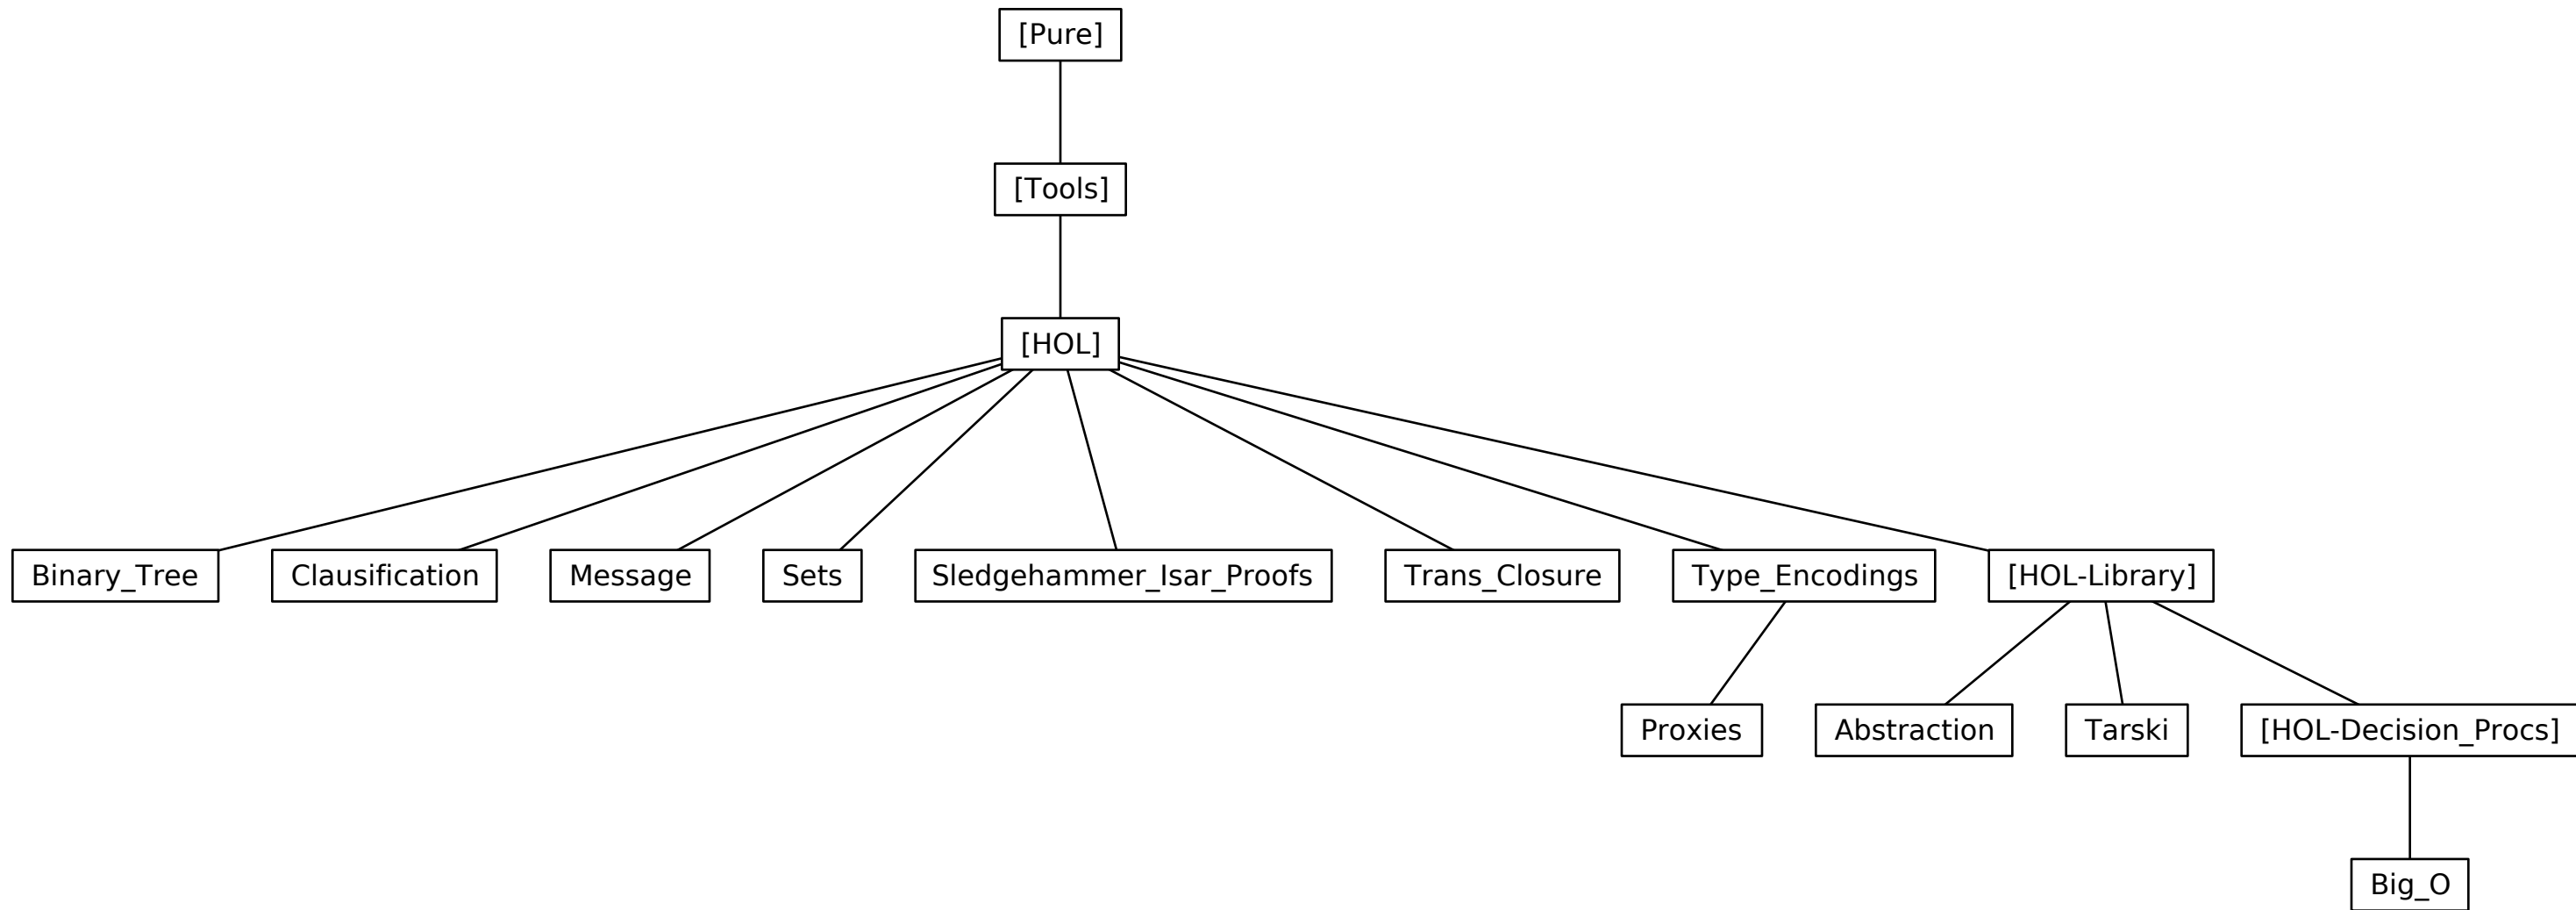 [Pure]
[Tools]
[HOL]
Binary_Tree
Clausification
Message
Sets
Sledgehammer_Isar_Proofs
Trans_Closure
Type_Encodings
[HOL-Library]
Proxies
Abstraction
Tarski
[HOL-Decision_Procs]
Big_O